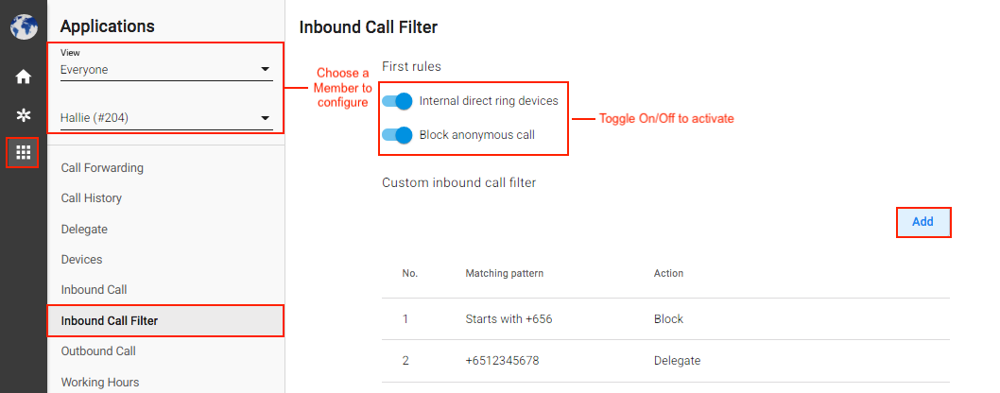 Applications
View
Everyone
Hallie (#204)
Call Forwarding
Call History
Delegate
Devices
Inbound Call
Inbound Call Filter
Outbound Call
Working Hours
Choose a
Member to
configure
Inbound Call Filter
First rules
Internal direct ring devices
Block anonymous call
Toggle On/Off to activate
Custom inbound call filter
Add
No. Matching pattern Action
1 Starts with +656 Block
2 +6512345678 Delegate